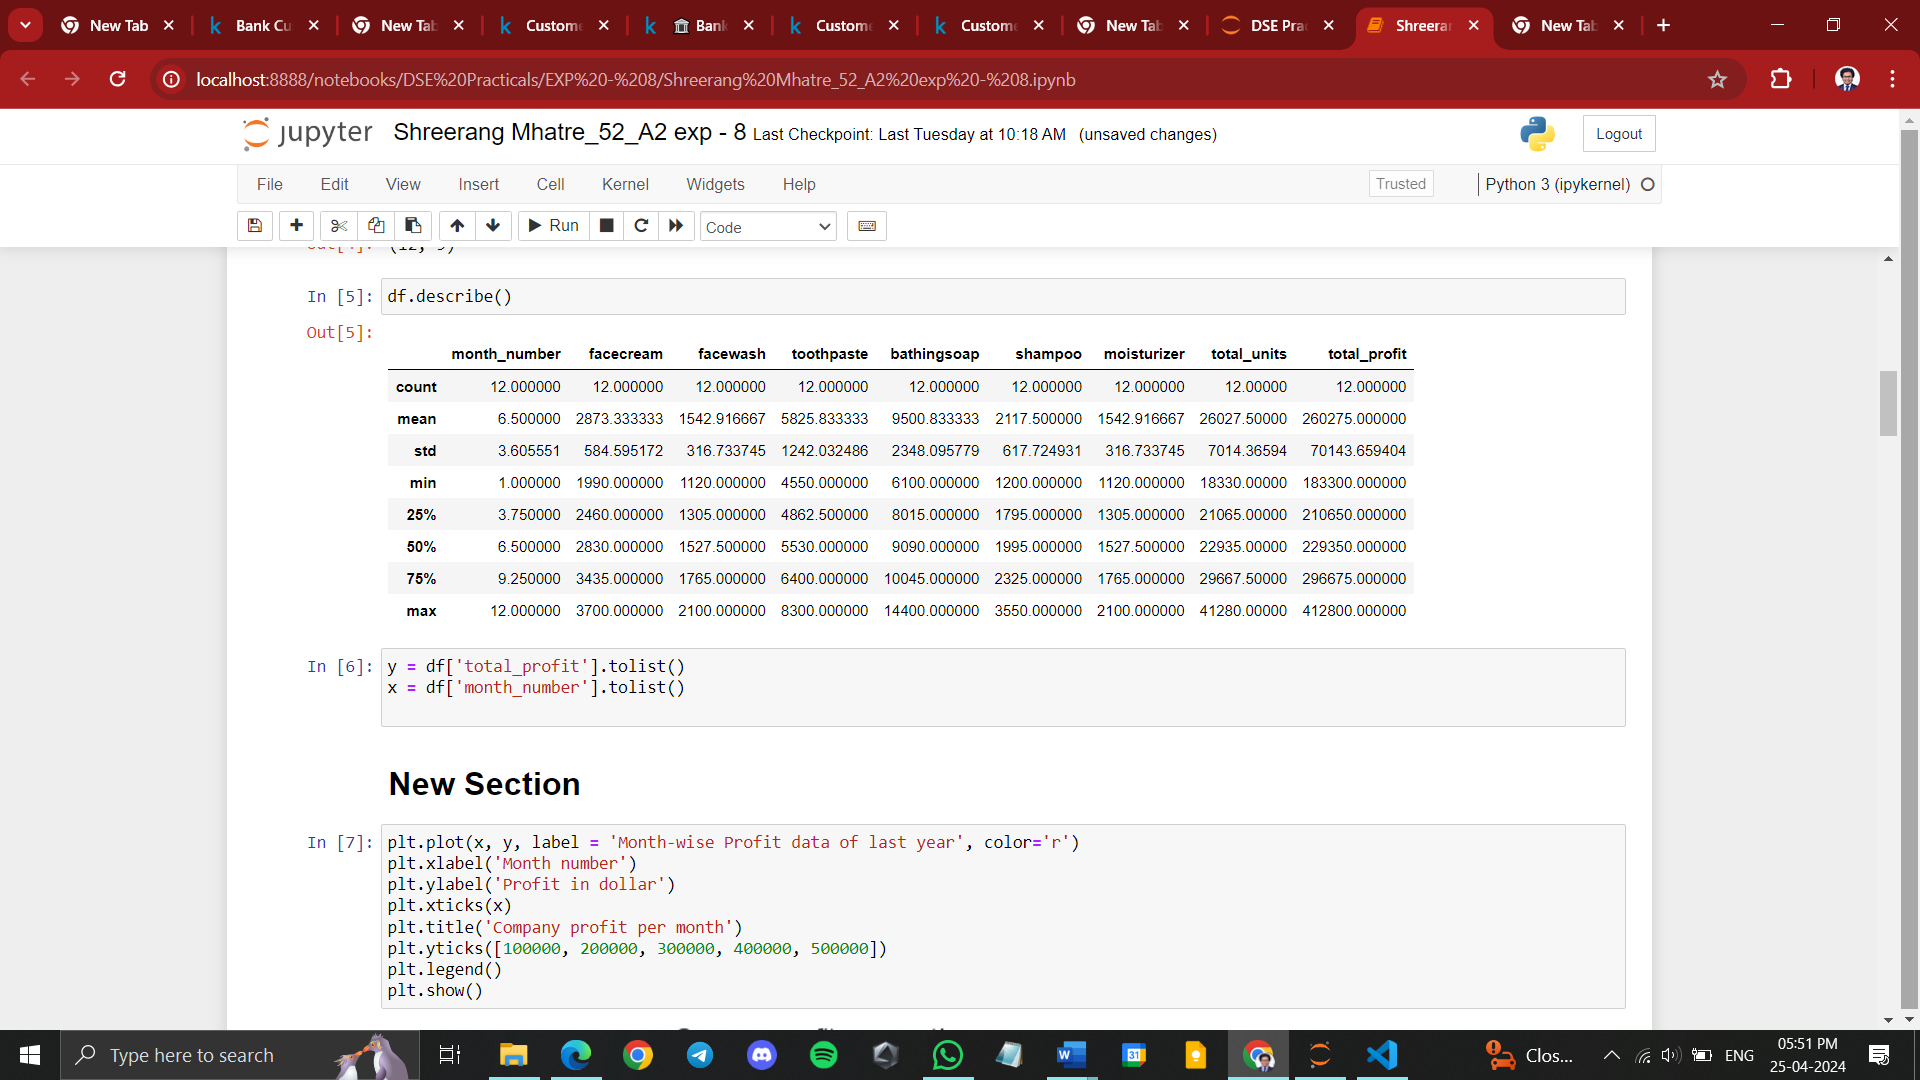 New Tab
Bank Cu
New Tab
Custome
Bank
Custome
Custome
New Tab
DSE Prac
Shreeran
New Tab
localhost:8888/notebooks/DSE%20Practicals/EXP%20-%208/Shreerang%20Mhatre_52_A2%20exp%20-%208.ipynb
jupyter Shreerang Mhatre_52_A2 exp - 8 Last Checkpoint: Last Tuesday at 10:18 AM (unsaved changes) Logout
File Edit View Insert Cell Kernel Widgets Help Trusted Python 3 (ipykernel)
Run Code
In [5]: df.describe()
Out[5]:
month_number facecream facewash toothpaste bathingsoap shampoo moisturizer total_units total_profit
count 12.000000 12.000000 12.000000 12.000000 12.000000 12.000000 12.000000 12.00000 12.000000
mean 6.500000 2873.333333 1542.916667 5825.833333 9500.833333 2117.500000 1542.916667 26027.50000 260275.000000
std 3.605551 584.595172 316.733745 1242.032486 2348.095779 617.724931 316.733745 7014.36594 70143.659404
min 1.000000 1990.000000 1120.000000 4550.000000 6100.000000 1200.000000 1120.000000 18330.00000 183300.000000
25% 3.750000 2460.000000 1305.000000 4862.500000 8015.000000 1795.000000 1305.000000 21065.00000 210650.000000
50% 6.500000 2830.000000 1527.500000 5530.000000 9090.000000 1995.000000 1527.500000 22935.00000 229350.000000
75% 9.250000 3435.000000 1765.000000 6400.000000 10045.000000 2325.000000 1765.000000 29667.50000 296675.000000
max 12.000000 3700.000000 2100.000000 8300.000000 14400.000000 3550.000000 2100.000000 41280.00000 412800.000000
In [6]: y = df['total_profit'].tolist()
x = df['month_number'].tolist()
New Section
In [7]: plt.plot(x, y, label = 'Month-wise Profit data of last year', color='r')
plt.xlabel('Month number')
plt.ylabel('Profit in dollar')
plt.xticks(x)
plt.title('Company profit per month')
plt.yticks([100000, 200000, 300000, 400000, 500000])
plt.legend()
plt.show()
Type here to search
Clos...
ENG
05:51 PM
25-04-2024